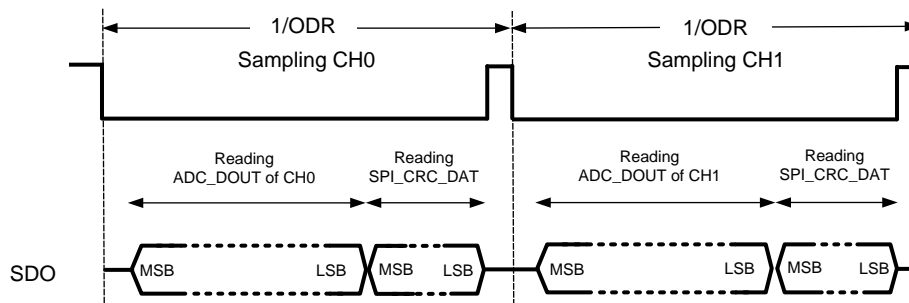 1/ODR
1/ODR
Sampling CH0
Sampling CH1
Reading
ADC_DOUT of CH0
Reading
SPI_CRC_DAT
Reading
ADC_DOUT of CH1
Reading
SPI_CRC_DAT
SDO
MSB
LSB
MSB
LSB
MSB
LSB
MSB
LSB